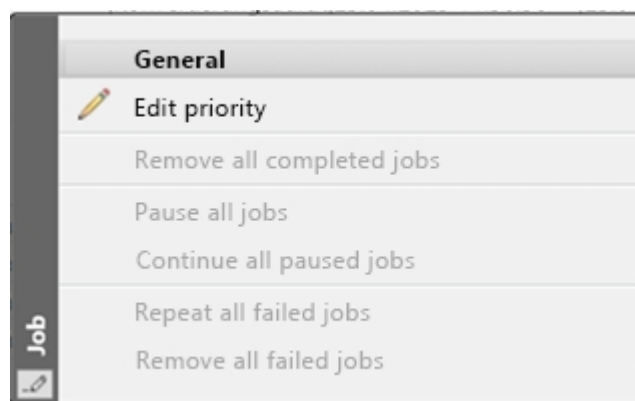 General
Edit priority
Remove all completed jobs
Pause all jobs
Continue all paused jobs
Repeat all failed jobs
Remove all failed jobs
Job